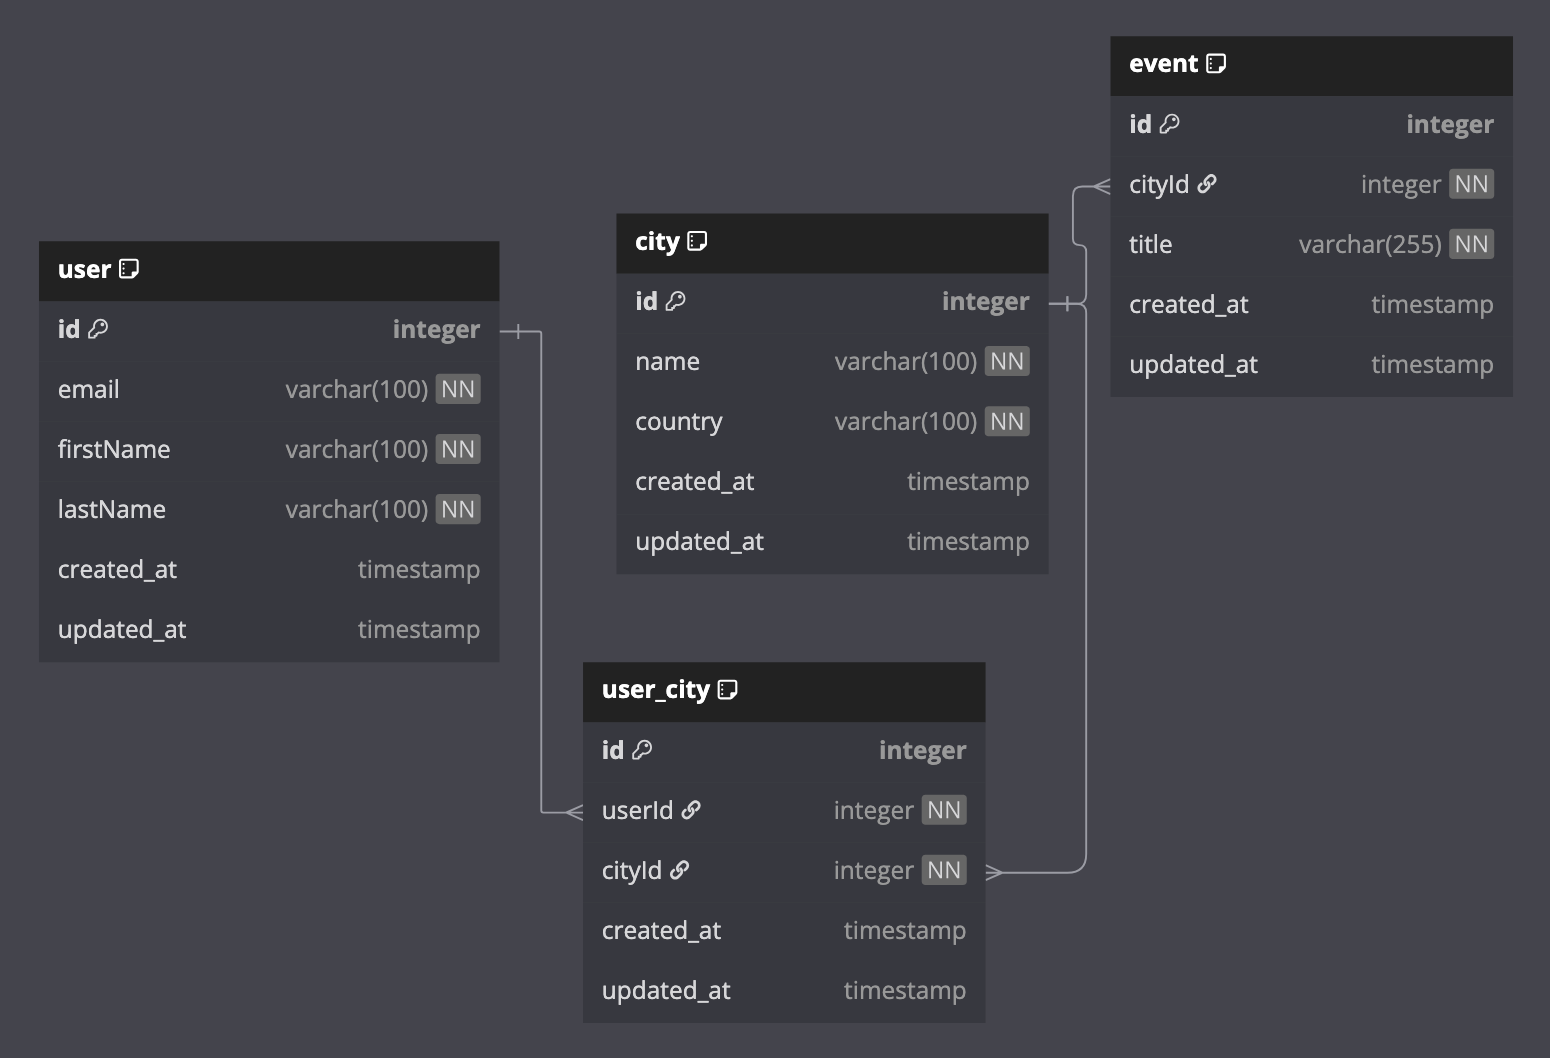 user
id integer
email varchar(100) NN
firstName varchar(100) NN
lastName varchar(100) NN
created_at timestamp
updated_at timestamp
city
id integer
name varchar(100) NN
country varchar(100) NN
created_at timestamp
updated_at timestamp
event
id integer
cityId integer NN
title varchar(255) NN
created_at timestamp
updated_at timestamp
user_city
id integer
userId integer NN
cityId integer NN
created_at timestamp
updated_at timestamp